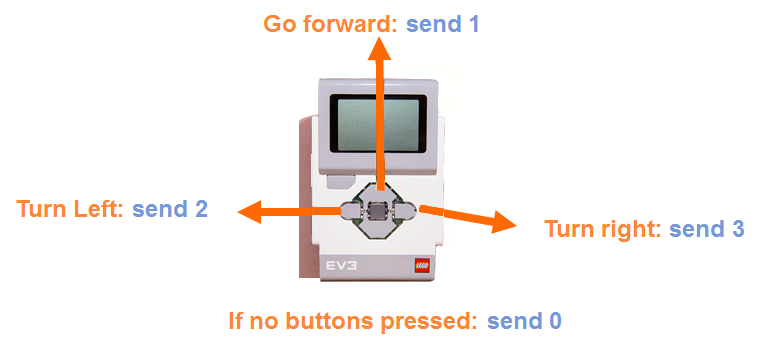 Go forward: send 1
Turn Left: send 2
Turn right: send 3
EV3
LEGO
If no buttons pressed: send 0